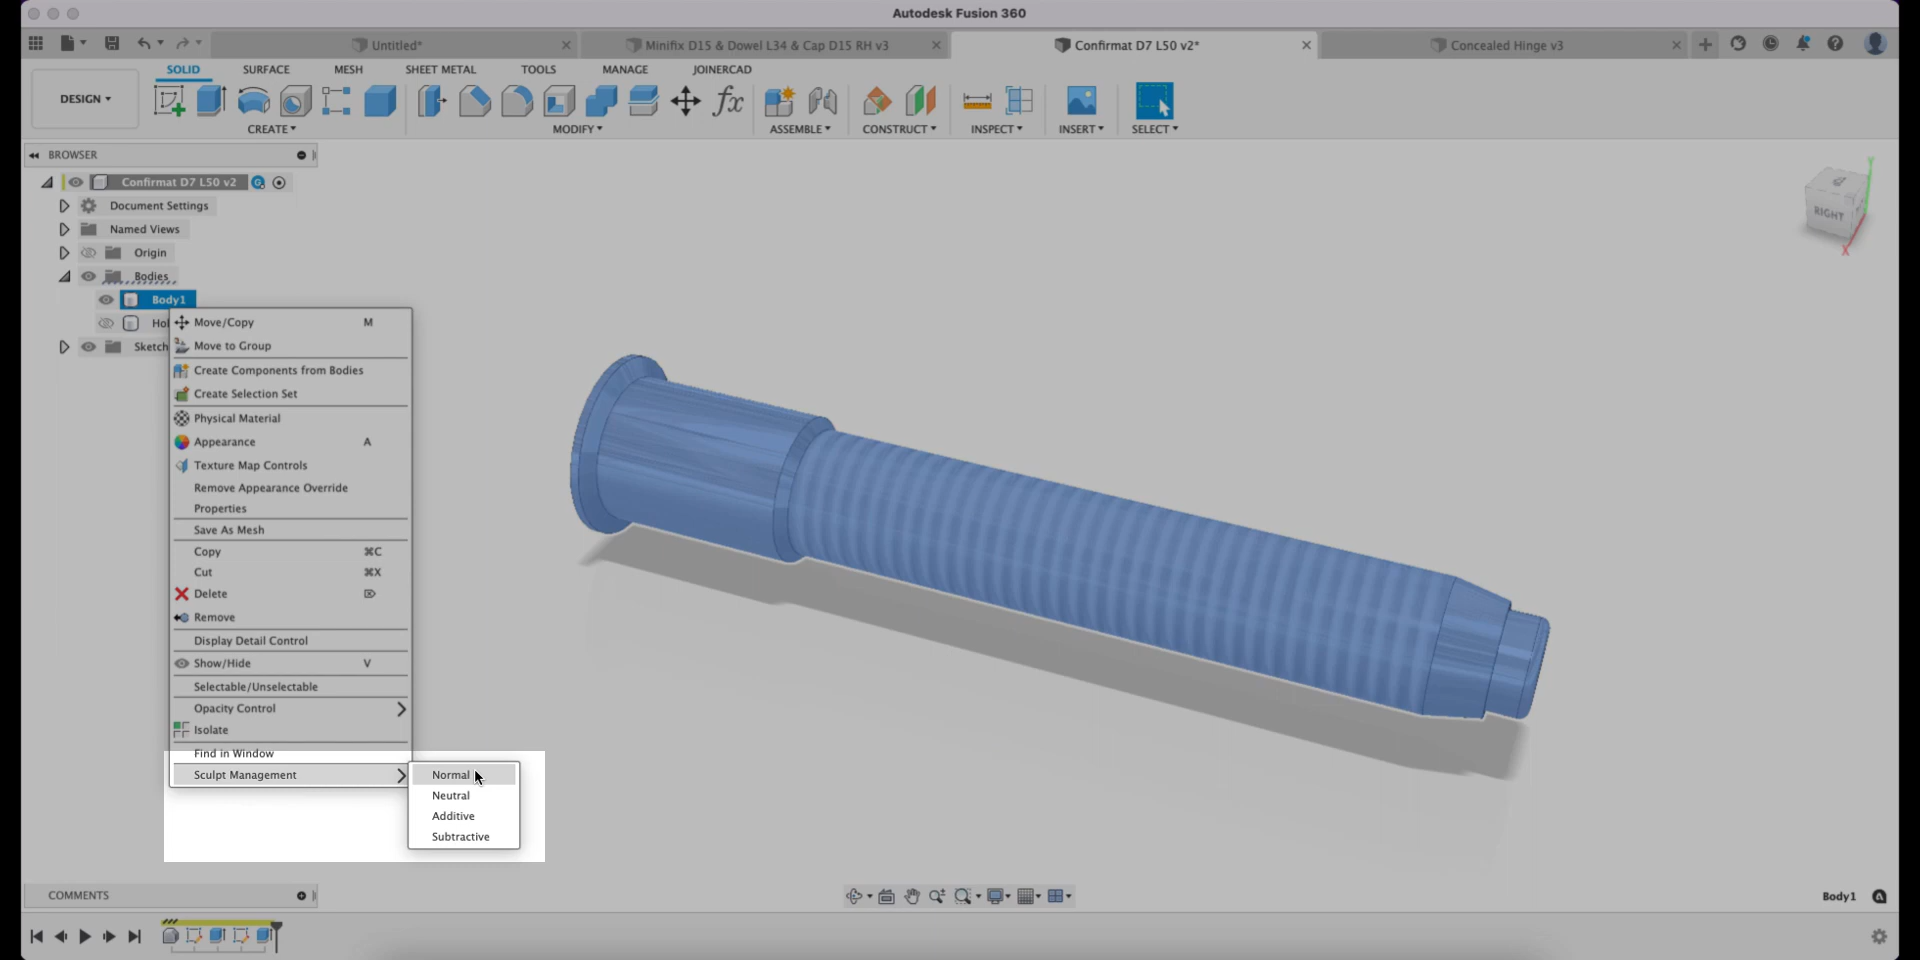 Autodesk Fusion 360
Untitled*
Minifix D15 & Dowel L34 & Cap D15 RH v3
Confirmat D7 L50 v2*
Concealed Hinge v3
DESIGN
SOLID
SURFACE
MESH
SHEET METAL
TOOLS
MANAGE
JOINERCAD
CREATE
MODIFY
ASSEMBLE
CONSTRUCT
INSPECT
INSERT
SELECT
BROWSER
Confirmat D7 L50 v2
Document Settings
Named Views
Origin
Bodies
Body1
Hol
Sketch
Move/Copy M
Move to Group
Create Components from Bodies
Create Selection Set
Physical Material
Appearance A
Texture Map Controls
Remove Appearance Override
Properties
Save As Mesh
Copy ⌘C
Cut ⌘X
Delete
Remove
Display Detail Control
Show/Hide V
Selectable/Unselectable
Opacity Control
Isolate
Find in Window
Sculpt Management
Normal
Neutral
Additive
Subtractive
RIGHT
Y
X
COMMENTS
Body1